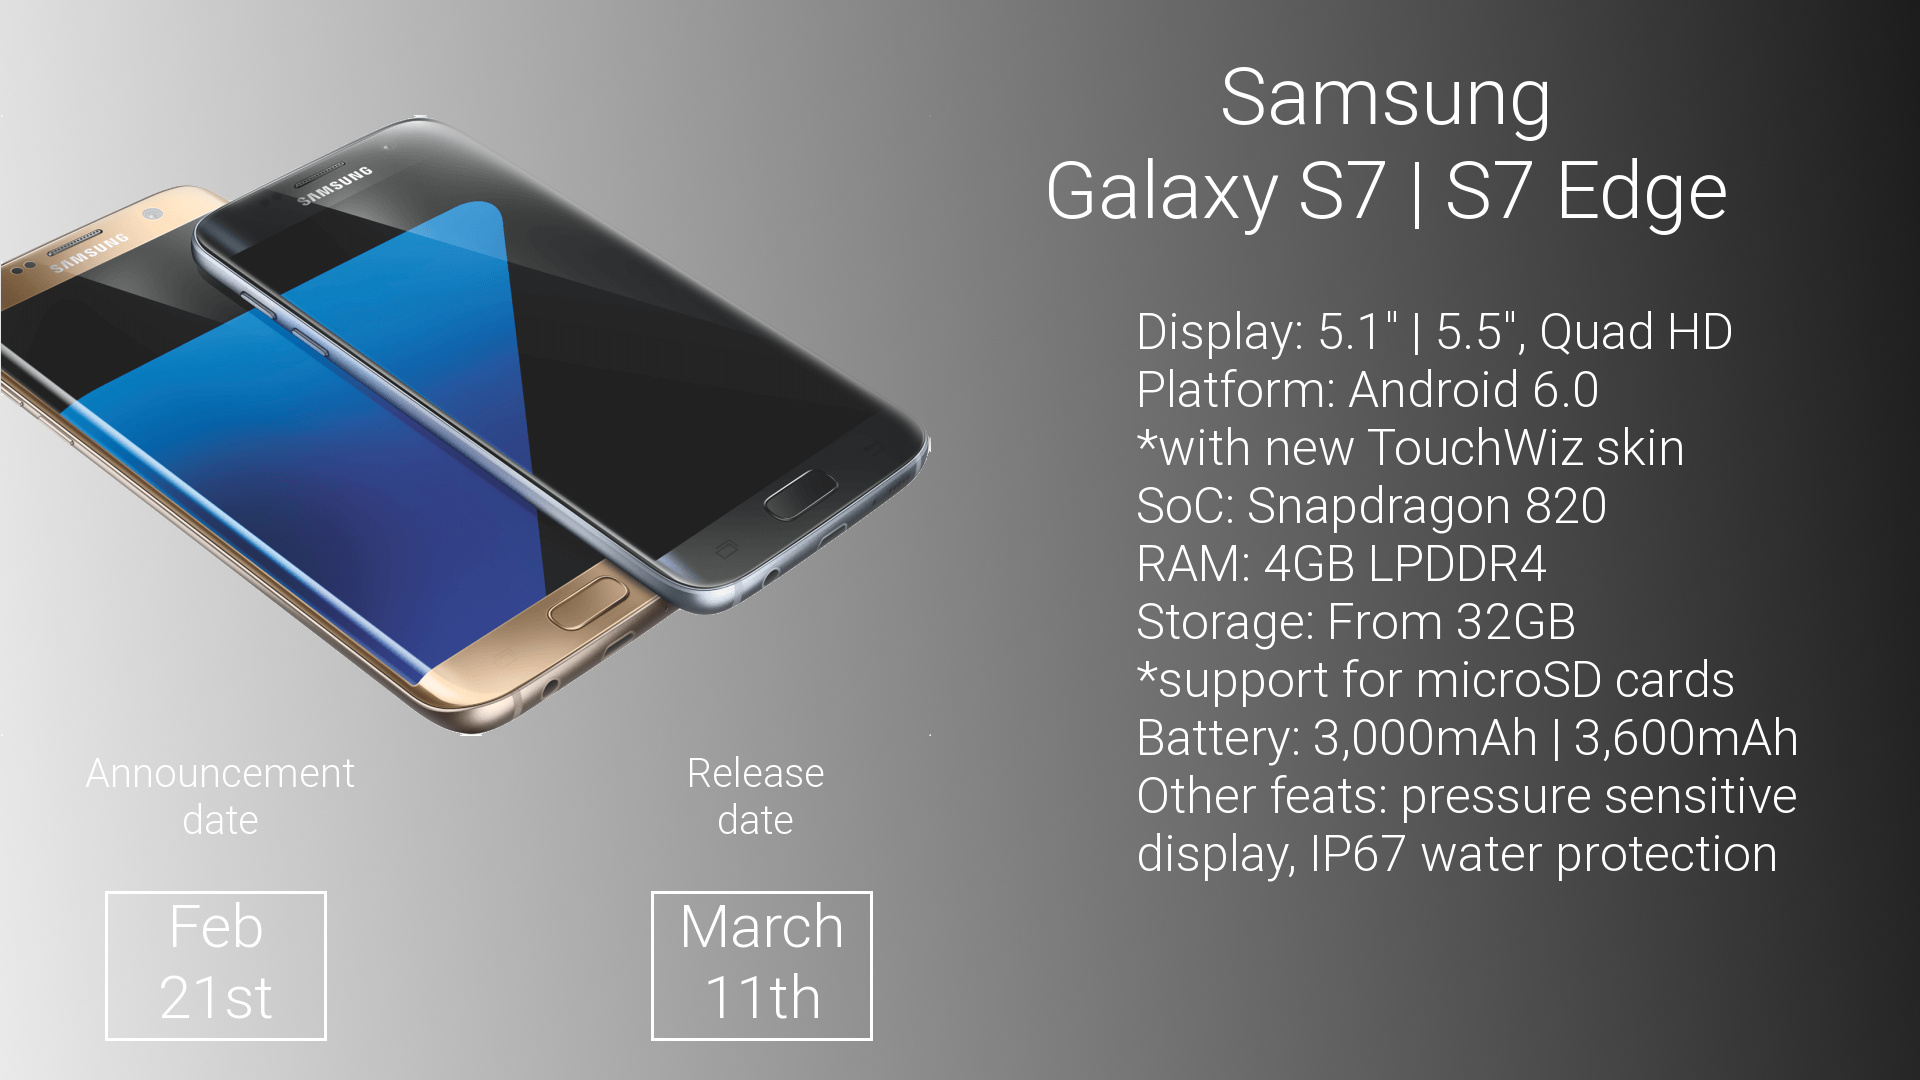 SAMSUNG
SAMSUNG
Samsung
Galaxy S7 | S7 Edge
Display: 5.1" | 5.5", Quad HD
Platform: Android 6.0
*with new TouchWiz skin
SoC: Snapdragon 820
RAM: 4GB LPDDR4
Storage: From 32GB
*support for microSD cards
Battery: 3,000mAh | 3,600mAh
Other feats: pressure sensitive
display, IP67 water protection
Announcement
date
Feb
21st
Release
date
March
11th